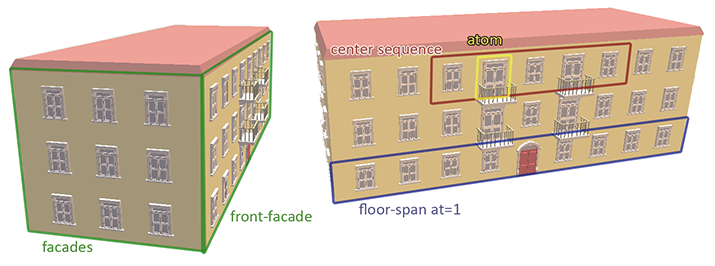 atom
center sequence
front-facade
floor-span at=1
facades